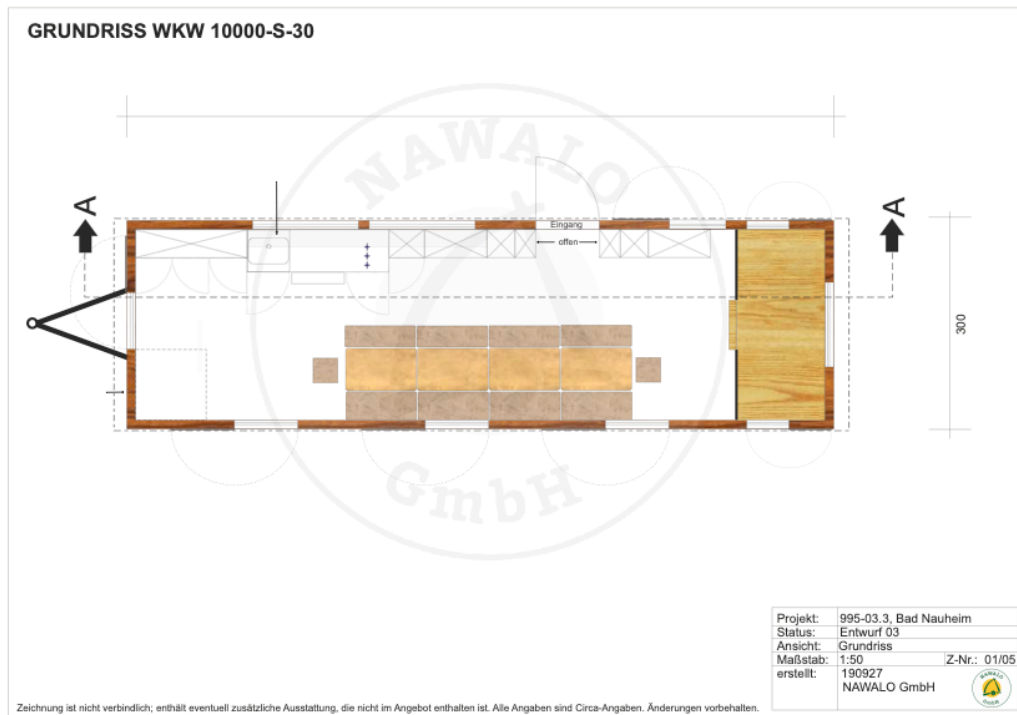 GRUNDRISS WKW 10000-S-30
NAWALO
A
A
Eingang
offen
300
GmbH
Projekt: 995-03.3, Bad Nauheim
Status: Entwurf 03
Ansicht: Grundriss
Maßstab: 1:50 Z-Nr.: 01/05
erstellt: 190927
NAWALO GmbH
NAWALO
GmbH
Zeichnung ist nicht verbindlich; enthält eventuell zusätzliche Ausstattung, die nicht im Angebot enthalten ist. Alle Angaben sind Circa-Angaben. Änderungen vorbehalten.